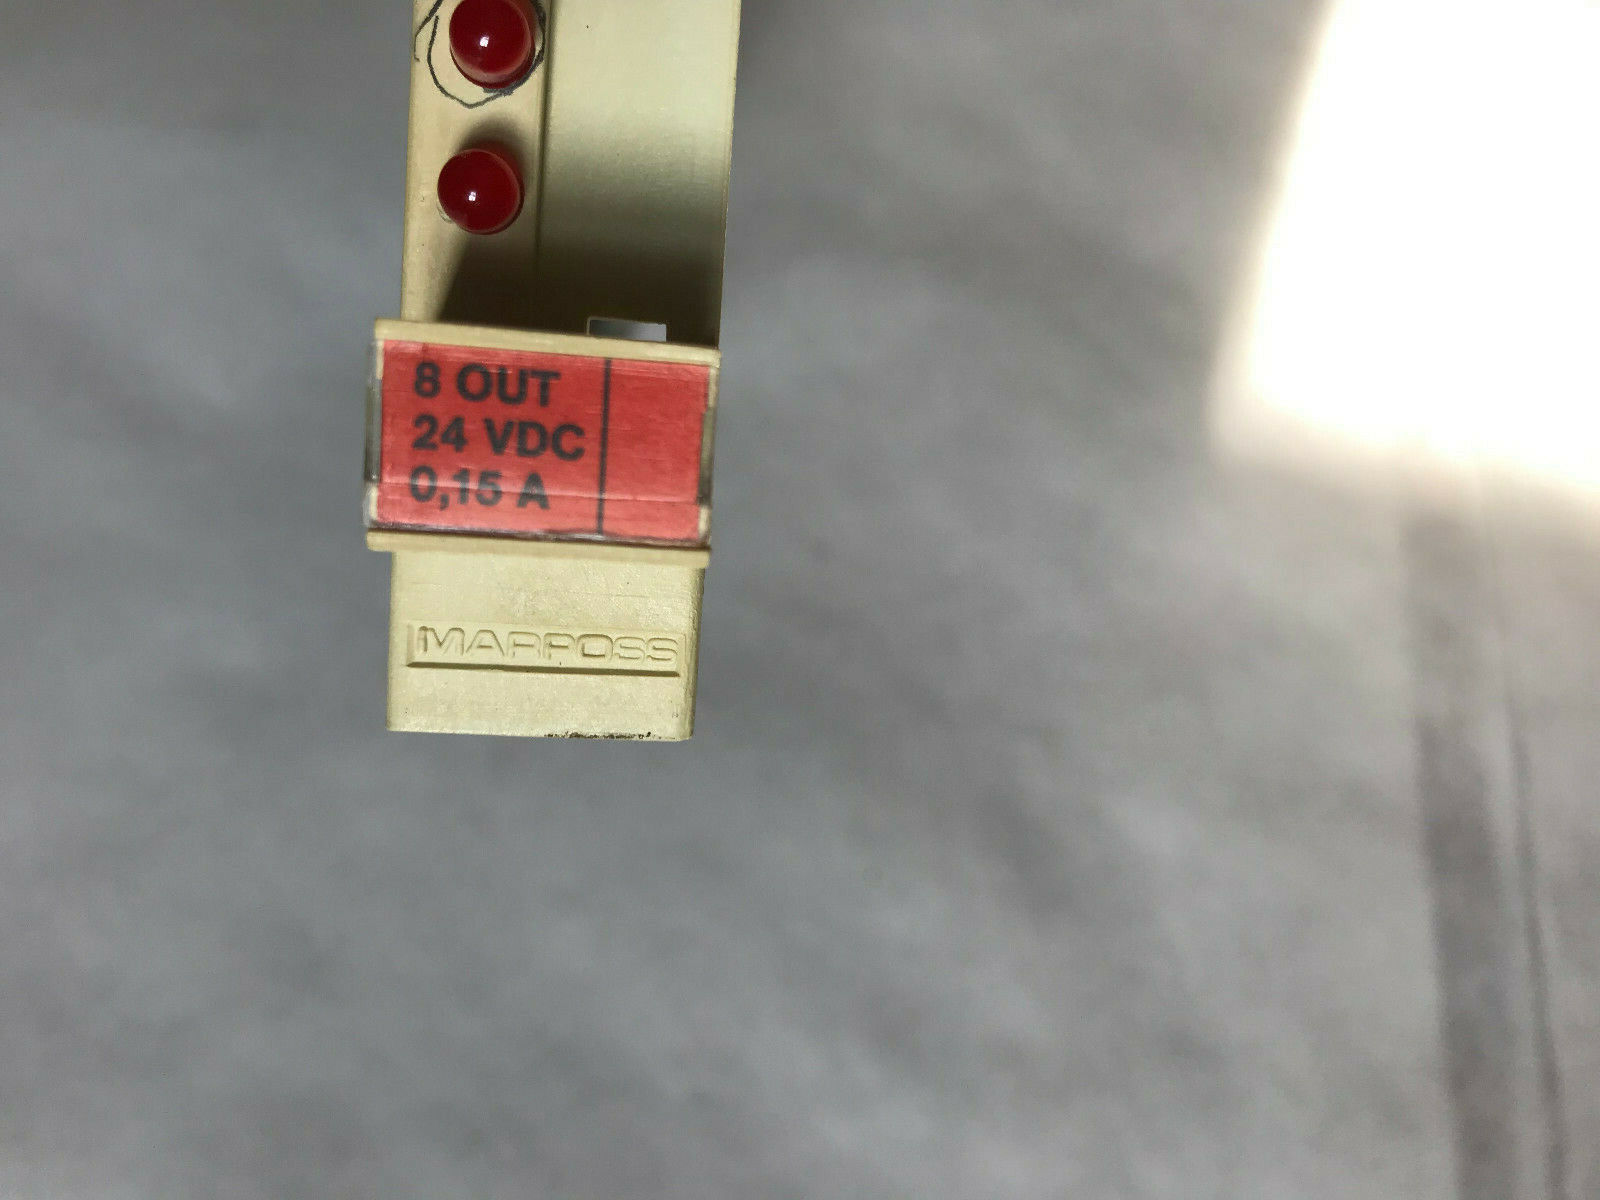 8 OUT
24 VDC
0,15 A
MARPOSS